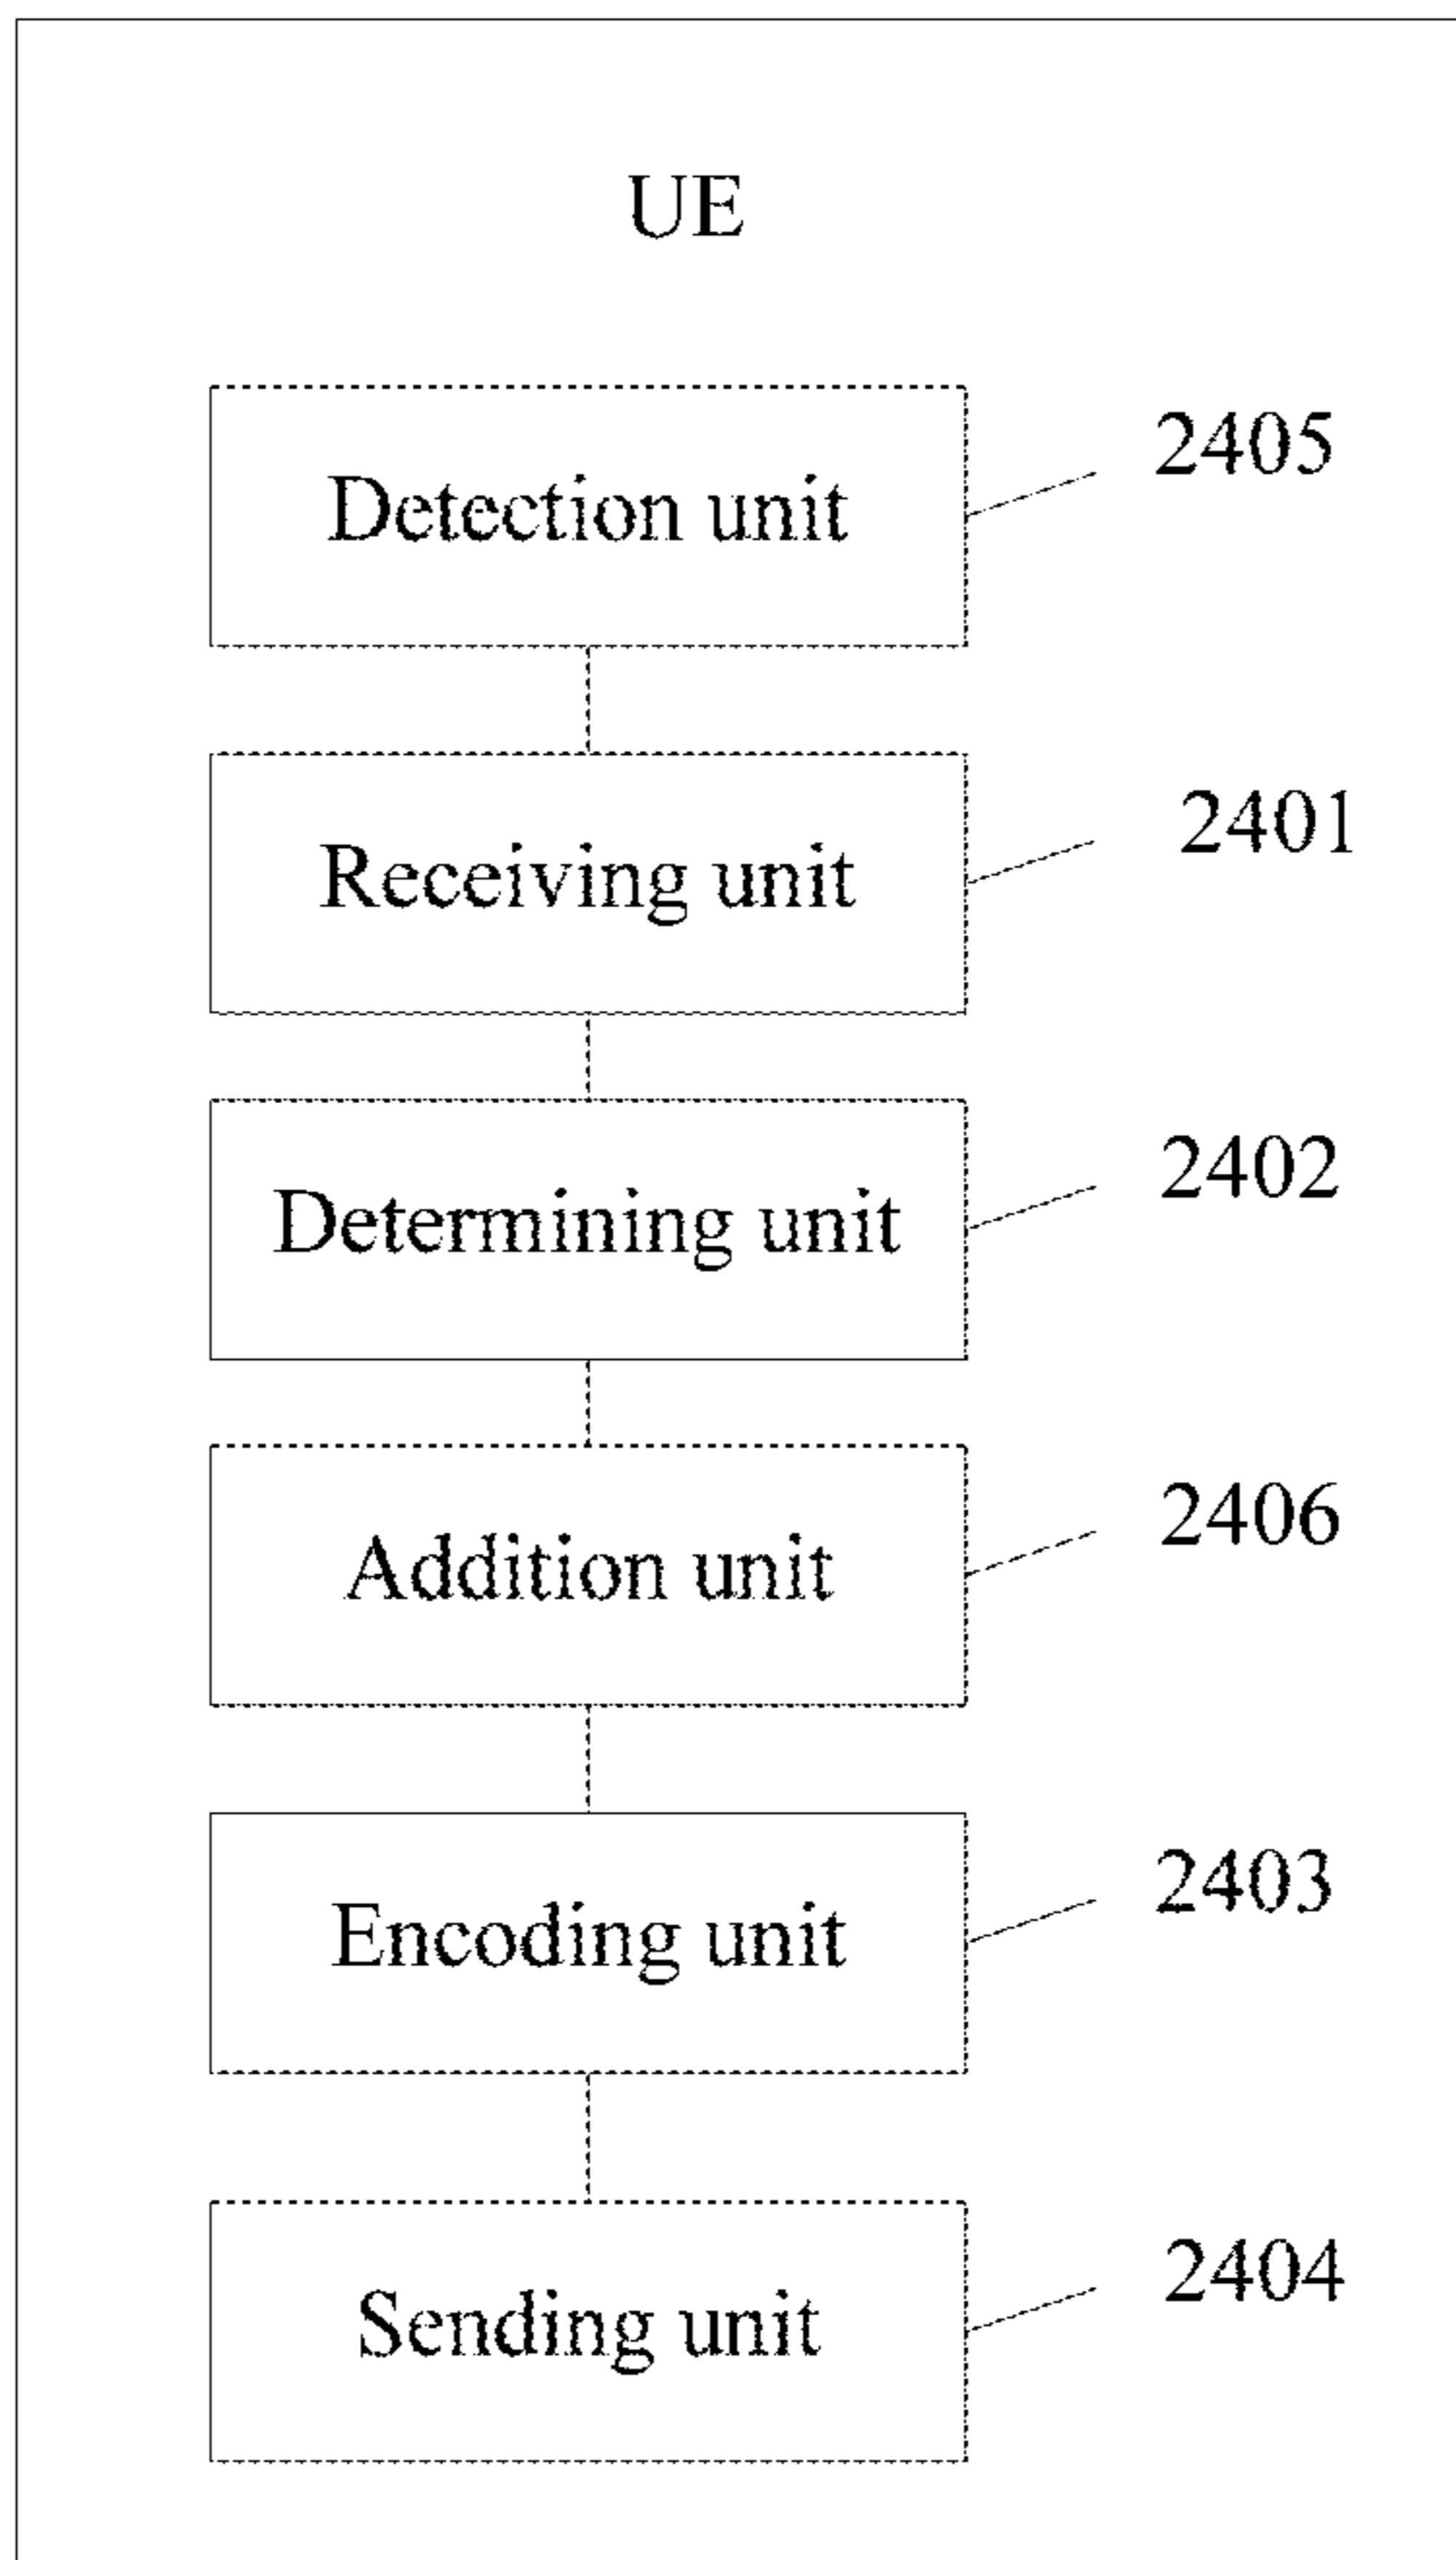 UE
Detection unit
2405
Receiving unit
2401
Determining unit
2402
Addition unit
2406
Encoding unit
2403
Sending unit
2404